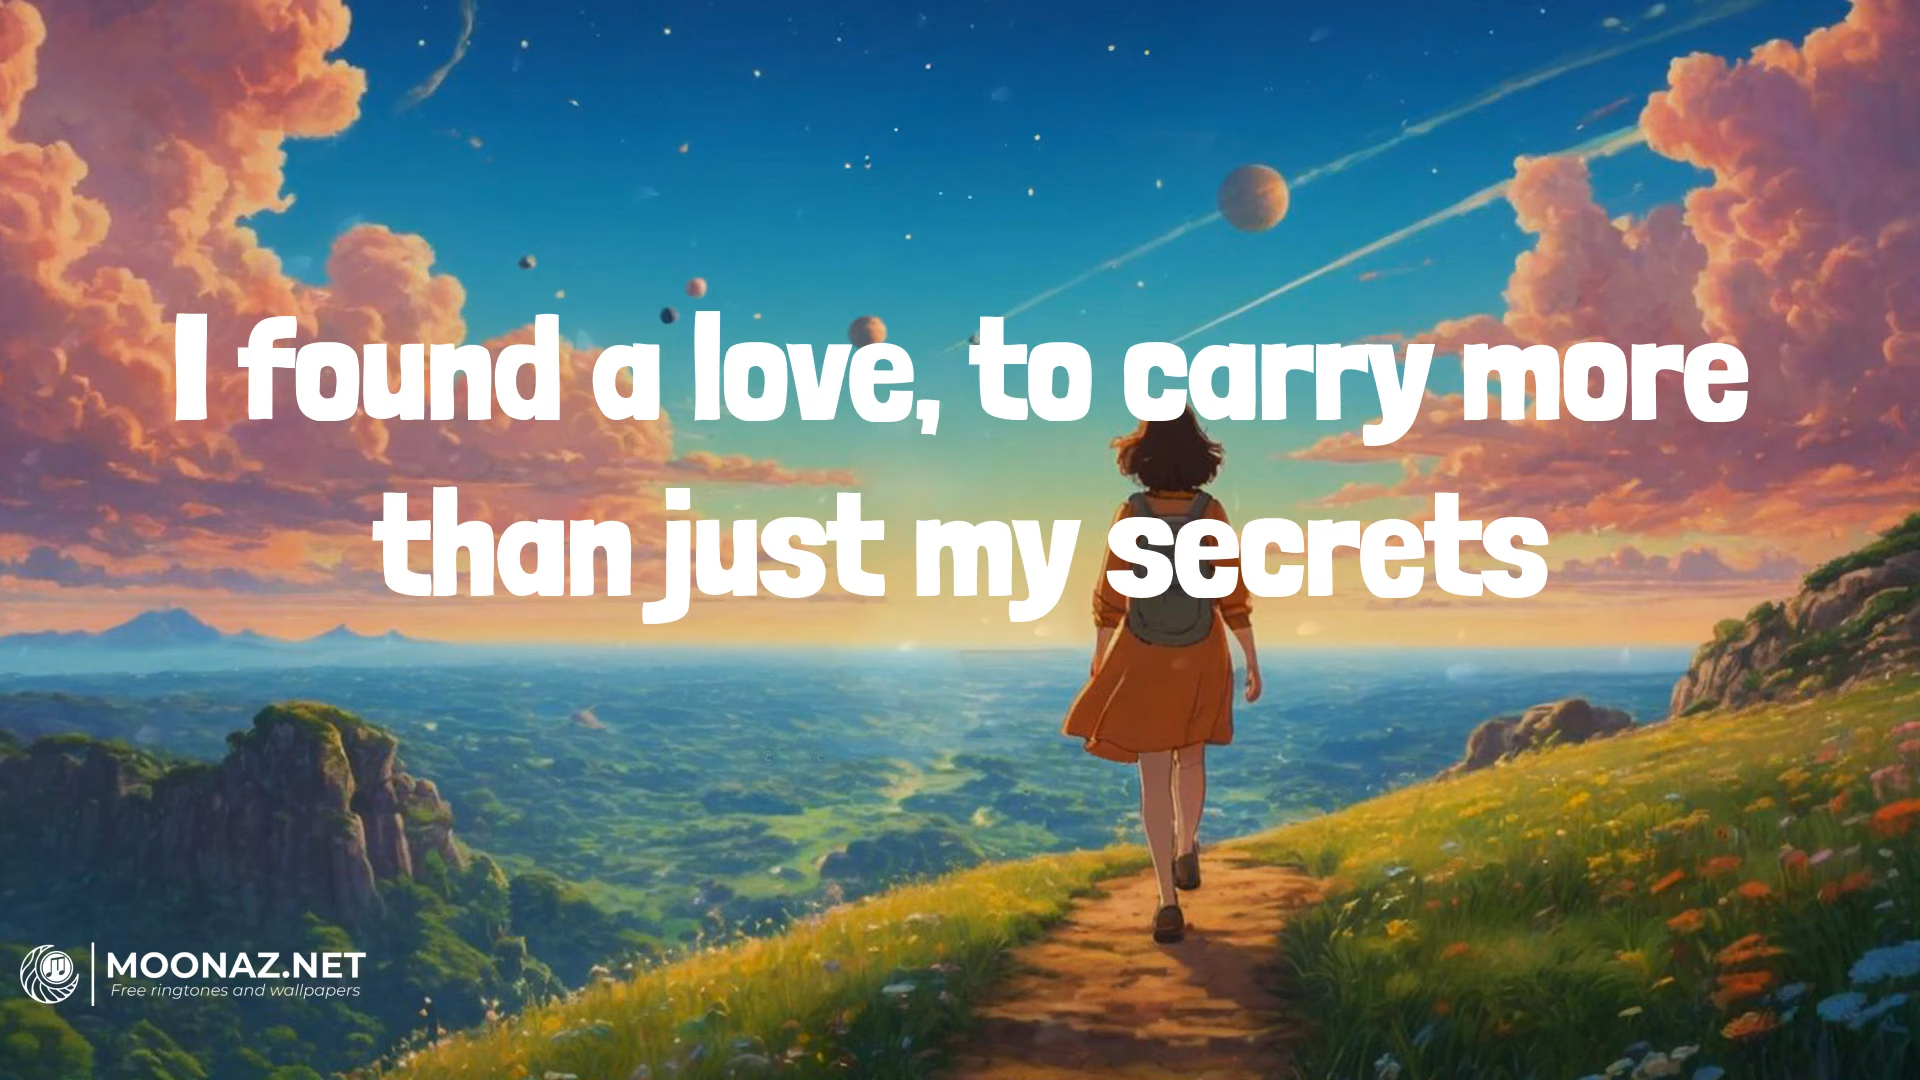 I found a love, to carry more
than just my secrets
MOONAZ.NET
Free ringtones and wallpapers